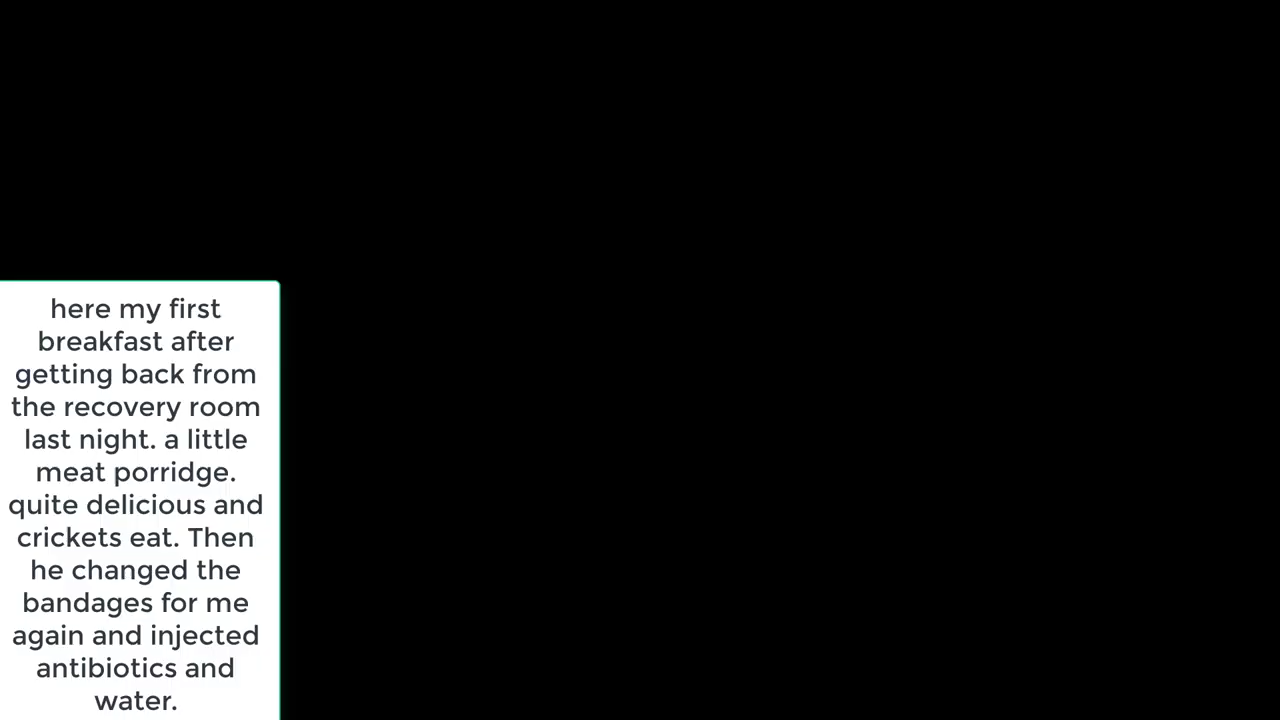 here my first
breakfast after
getting back from
the recovery room
last night. a little
meat porridge.
quite delicious and
crickets eat. Then
he changed the
bandages for me
again and injected
antibiotics and
water.